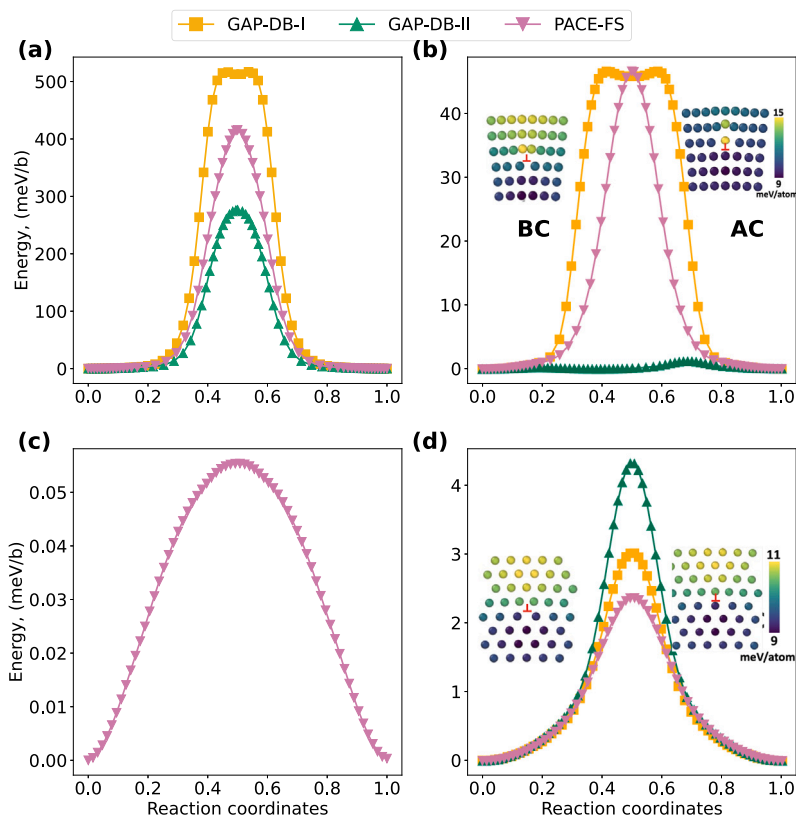 GAP-DB-I GAP-DB-II PACE-FS
(a) (b)
Energy, (meV/b)
500
400
300
200
100
0
0.0 0.2 0.4 0.6 0.8 1.0
40
30
20
10
0
0.0 0.2 0.4 0.6 0.8 1.0
BC AC
15
9
meV/atom
(c) (d)
Energy, (meV/b)
0.05
0.04
0.03
0.02
0.01
0.00
0.0 0.2 0.4 0.6 0.8 1.0
Reaction coordinates
4
3
2
1
0
0.0 0.2 0.4 0.6 0.8 1.0
Reaction coordinates
11
9
meV/atom